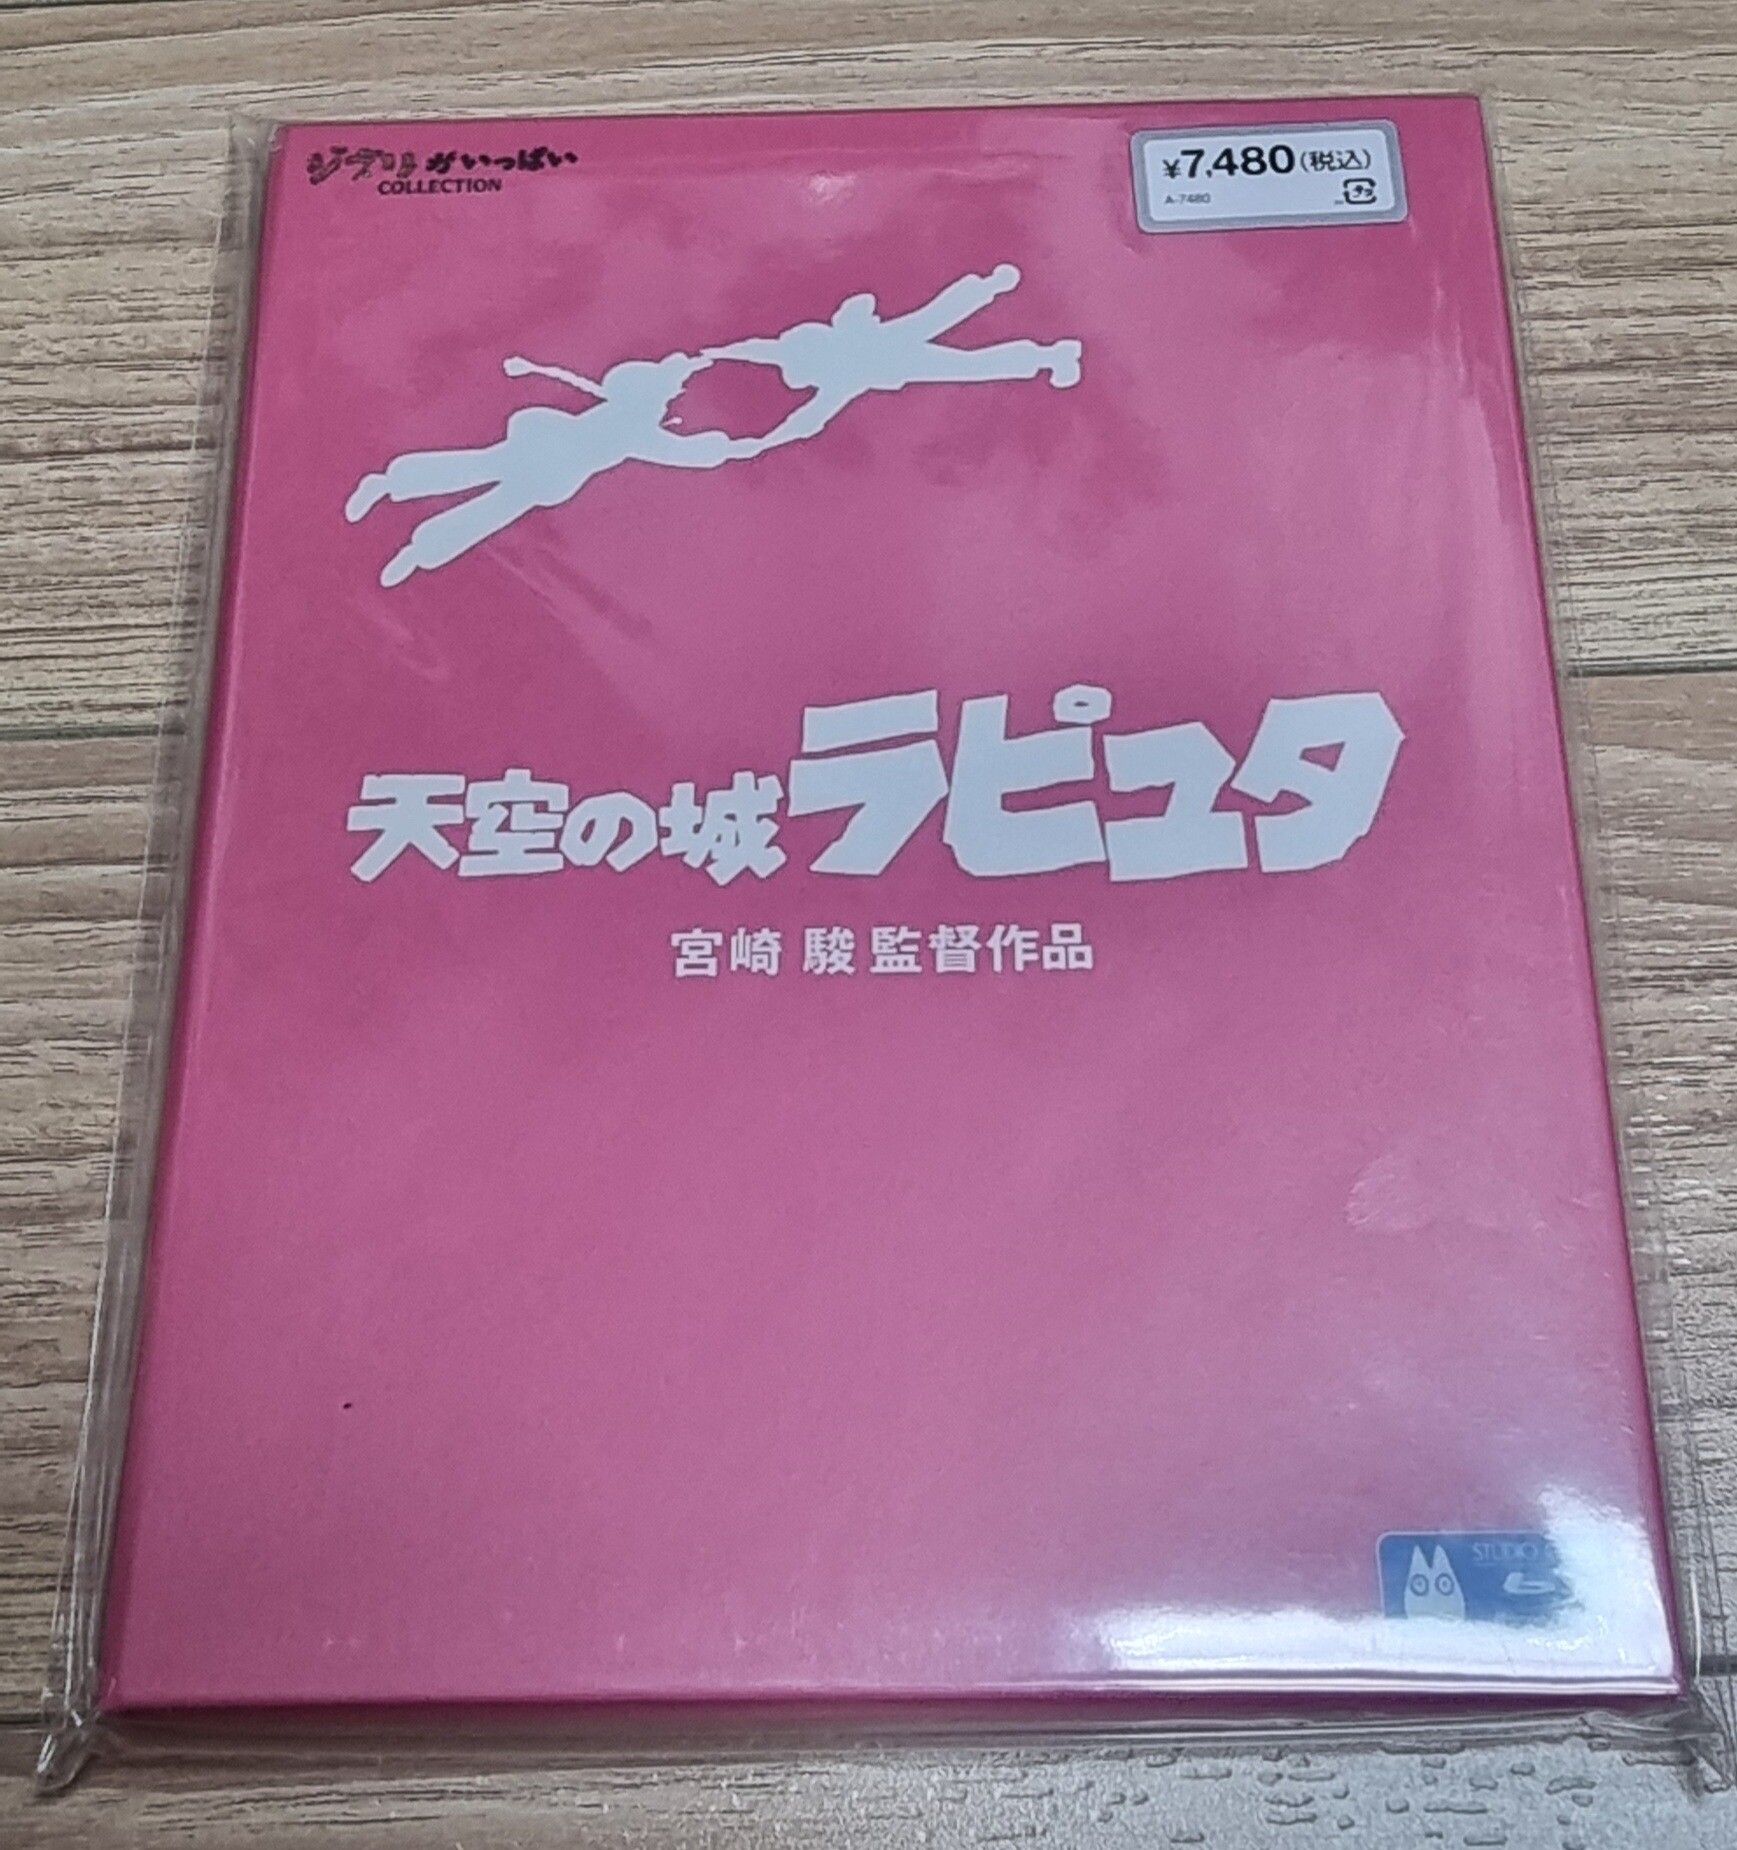 ジブリがいっぱい
COLLECTION
¥7,480(税込)
A-7480
天空の城ラピュタ
宮崎 駿 監督作品
STUDIO